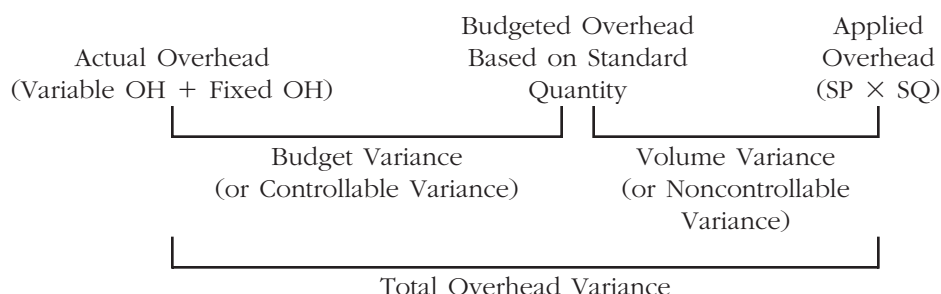 Actual Overhead
(Variable OH + Fixed OH)
Budgeted Overhead
Based on Standard
Quantity
Applied
Overhead
(SP × SQ)
Budget Variance
(or Controllable Variance)
Volume Variance
(or Noncontrollable
Variance)
Total Overhead Variance